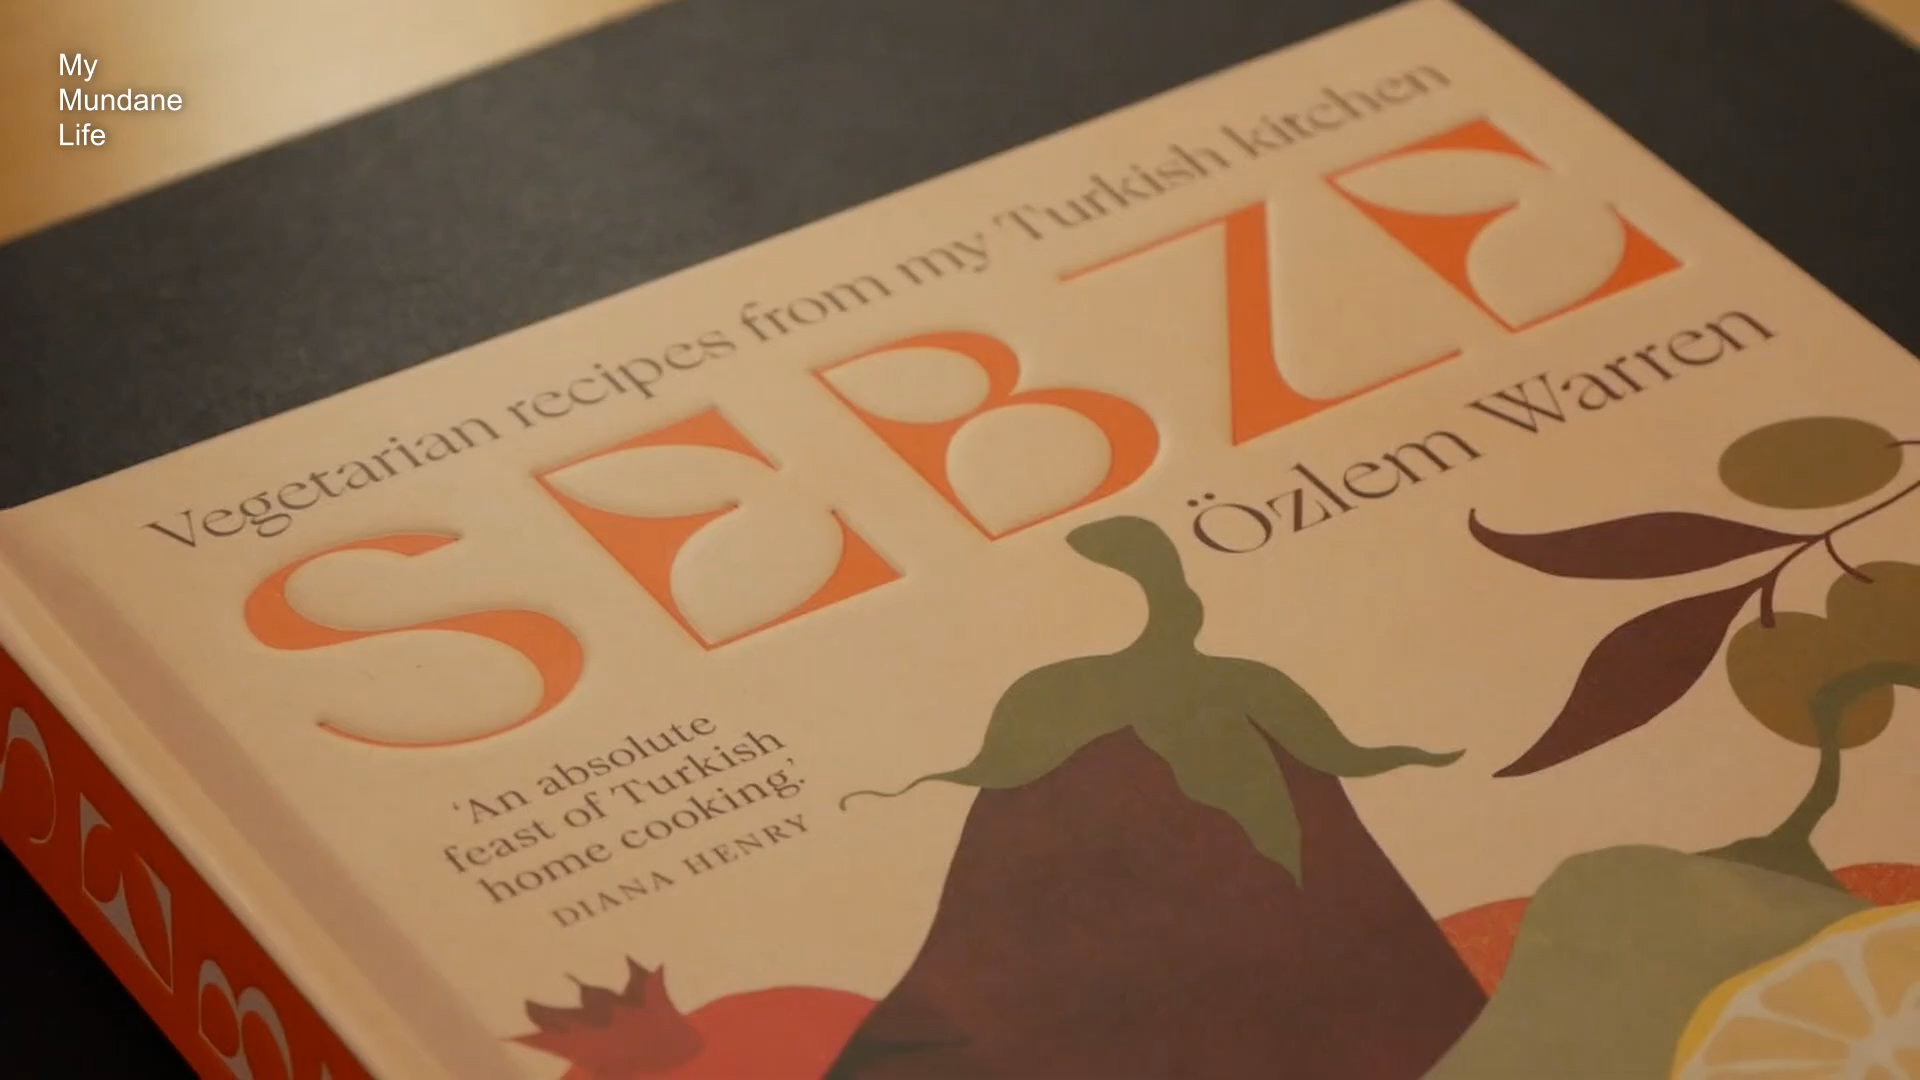 My
Mundane
Life
Vegetarian recipes from my Turkish kitchen
SEBZE
Özlem Warren
‘An absolute
feast of Turkish
home cooking.’
DIANA HENRY
SEB